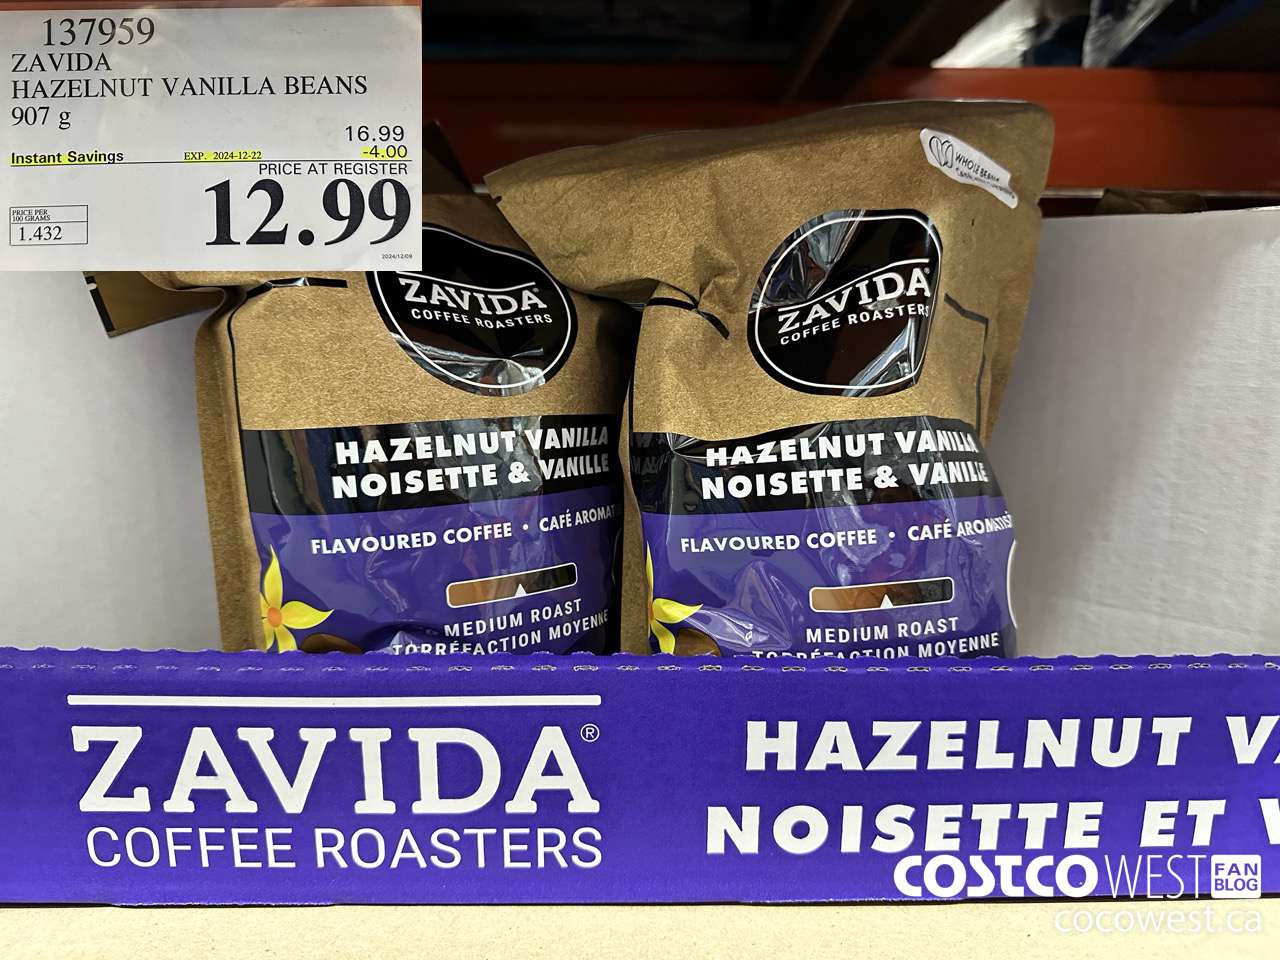 137959
ZAVIDA
HAZELNUT VANILLA BEANS
907 g
16.99
Instant Savings EXP. 2024-12-22 -4.00
PRICE AT REGISTER
12.99
PRICE PER
100 GRAMS
1.432
2024/12/09
ZAVIDA
COFFEE ROASTERS
HAZELNUT VANILLA
NOISETTE & VANILLE
FLAVOURED COFFEE • CAFÉ AROMAT
MEDIUM ROAST
TORRÉFACTION MOYENNE
WHOLE BEANS
ZAVIDA
COFFEE ROASTERS
HAZELNUT VANILLA
NOISETTE & VANILLE
FLAVOURED COFFEE • CAFÉ AROMATIS
MEDIUM ROAST
TORRÉFACTION MOYENNE
ZAVIDA®
COFFEE ROASTERS
HAZELNUT VA
NOISETTE ET V
COSTCO WEST FAN BLOG
cocowest.ca